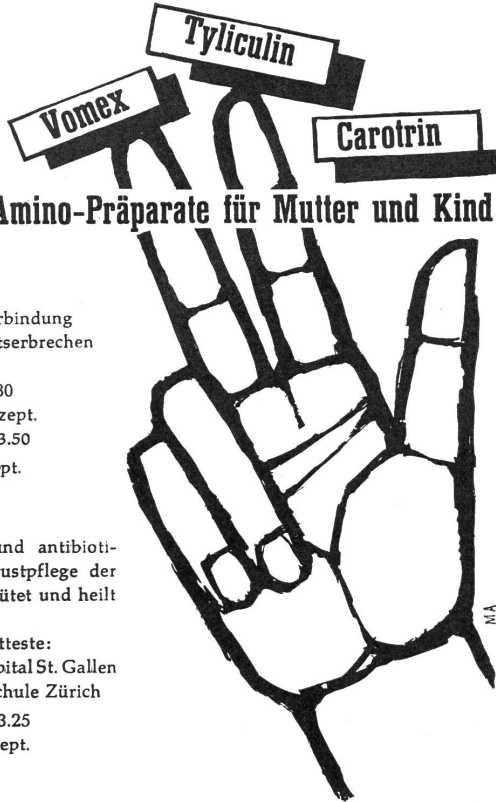 Tyliculin
Vomex
Carotrin
Amino-Präparate für Mutter und Kind
rbindung
tserbrechen
30
zept.
3.50
pt.
und antibioti-
ustpflege der
ütet und heilt
tteste:
pital St. Gallen
chule Zürich
3.25
ept.
MA